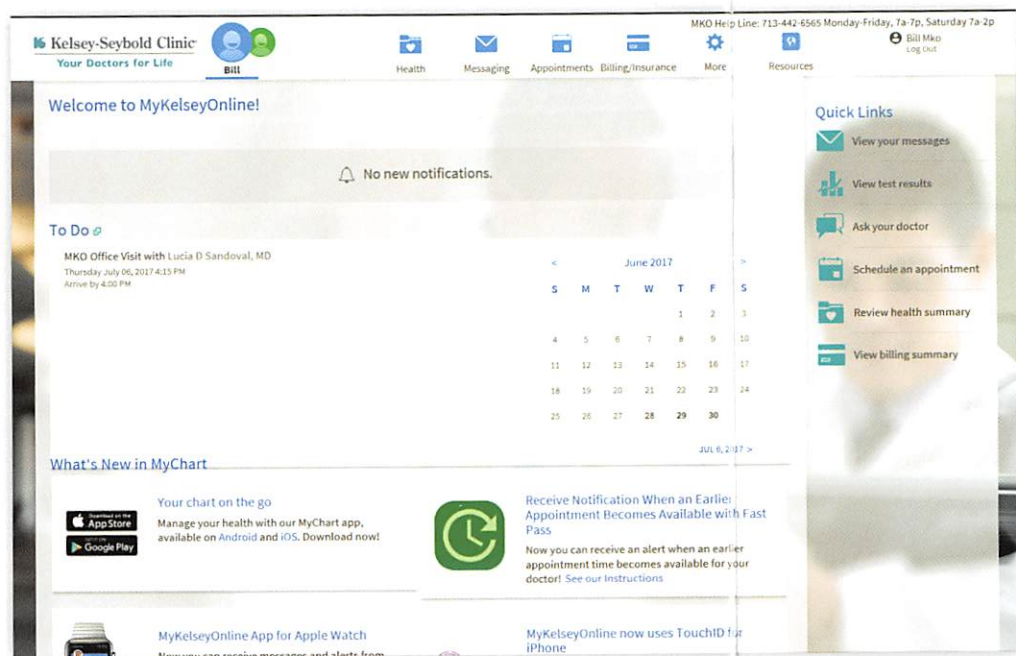 MKO Help Line: 713-442-6565 Monday-Friday, 7a-7p, Saturday 7a-2p
Kelsey-Seybold Clinic
Your Doctors for Life
Bill
Health
Messaging
Appointments
Billing/Insurance
More
Resources
Bill Mko
Log Out
Welcome to MyKelseyOnline!
No new notifications.
To Do
MKO Office Visit with Lucia D Sandoval, MD
Thursday July 06, 2017 4:15 PM
Arrive by 4:00 PM
< June 2017 >
S M T W T F S
1 2 3
4 5 6 7 8 9 10
11 12 13 14 15 16 17
18 19 20 21 22 23 24
25 26 27 28 29 30
JUL 6, 2017 >
Quick Links
View your messages
View test results
Ask your doctor
Schedule an appointment
Review health summary
View billing summary
What's New in MyChart
Download on the
App Store
GET IT ON
Google Play
Your chart on the go
Manage your health with our MyChart app,
available on Android and iOS. Download now!
Receive Notification When an Earlier
Appointment Becomes Available with Fast
Pass
Now you can receive an alert when an earlier
appointment time becomes available for your
doctor! See our Instructions
MyKelseyOnline App for Apple Watch
Now you can receive messages and alerts from
MyKelseyOnline now uses TouchID for
iPhone